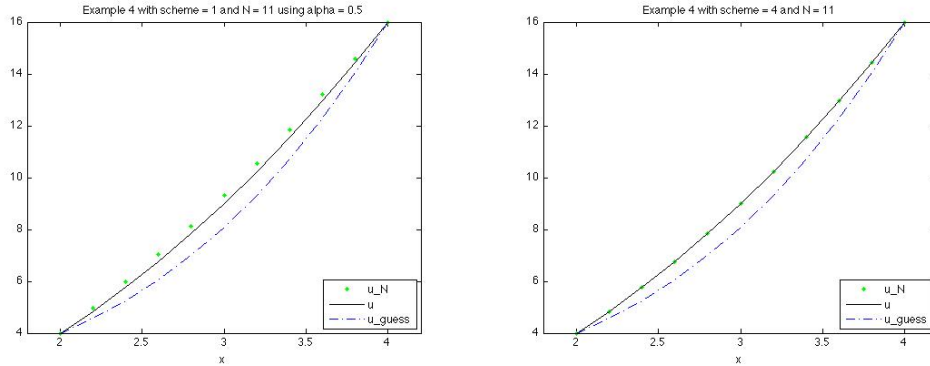 Example 4 with scheme = 1 and N = 11 using alpha = 0.5
16
14
12
10
8
6
4
2
2.5
3
3.5
4
x
u_N
u
u_guess
Example 4 with scheme = 4 and N = 11
16
14
12
10
8
6
4
2
2.5
3
3.5
4
x
u_N
u
u_guess